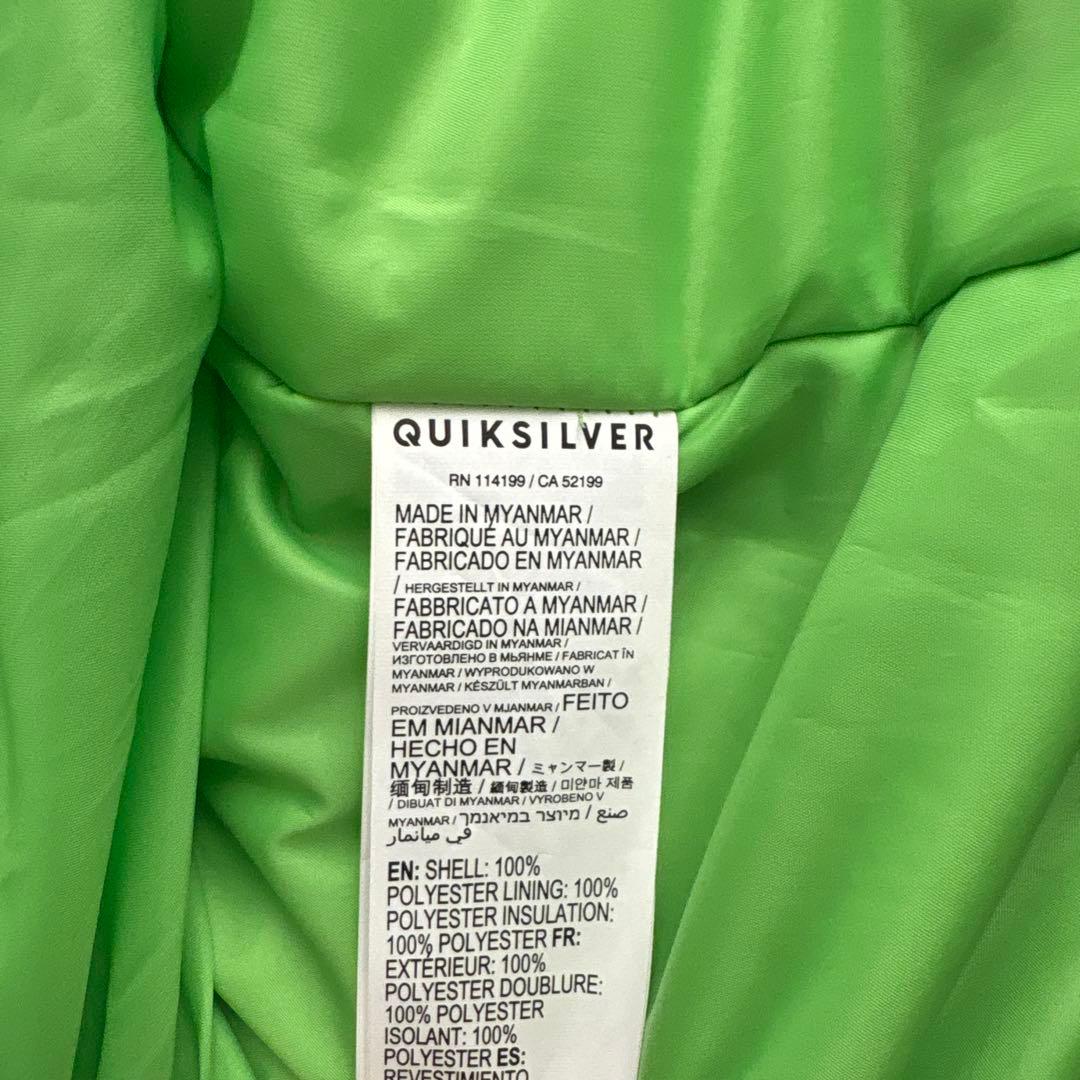 QUIKSILVER
RN 114199 / CA 52199
MADE IN MYANMAR /
FABRIQUÉ AU MYANMAR /
FABRICADO EN MYANMAR
/ HERGESTELLT IN MYANMAR /
FABBRICATO A MYANMAR /
FABRICADO NA MIANMAR /
VERVAARDIGD IN MYANMAR /
ИЗГОТОВЛЕНО В МЬЯНМЕ / FABRICAT ÎN
MYANMAR / WYPRODUKOWANO W
MYANMAR / KÉSZÜLT MYANMARBAN /
PROIZVEDENO V MJANMAR / FEITO
EM MIANMAR /
HECHO EN
MYANMAR / ミャンマー製 /
缅甸制造 / 緬甸製造 / 미얀마 제품
/ DIBUAT DI MYANMAR / VYROBENO V
MYANMAR / מיוצר במיאנמר / صنع
في ميانمار
EN: SHELL: 100%
POLYESTER LINING: 100%
POLYESTER INSULATION:
100% POLYESTER FR:
EXTÉRIEUR: 100%
POLYESTER DOUBLURE:
100% POLYESTER
ISOLANT: 100%
POLYESTER ES:
REVESTIMIENTO